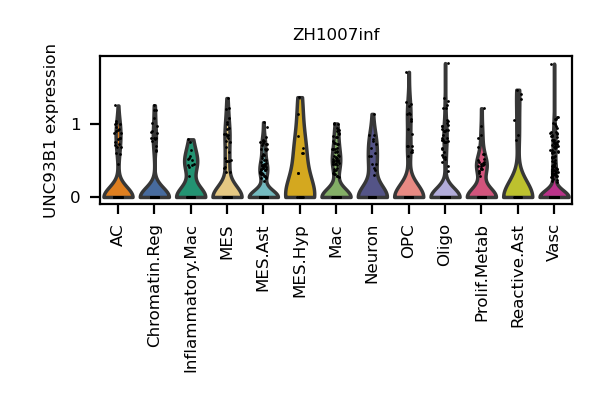 ZH1007inf
UNC93B1 expression
1
0
AC
Chromatin.Reg
Inflammatory.Mac
MES
MES.Ast
MES.Hyp
Mac
Neuron
OPC
Oligo
Prolif.Metab
Reactive.Ast
Vasc